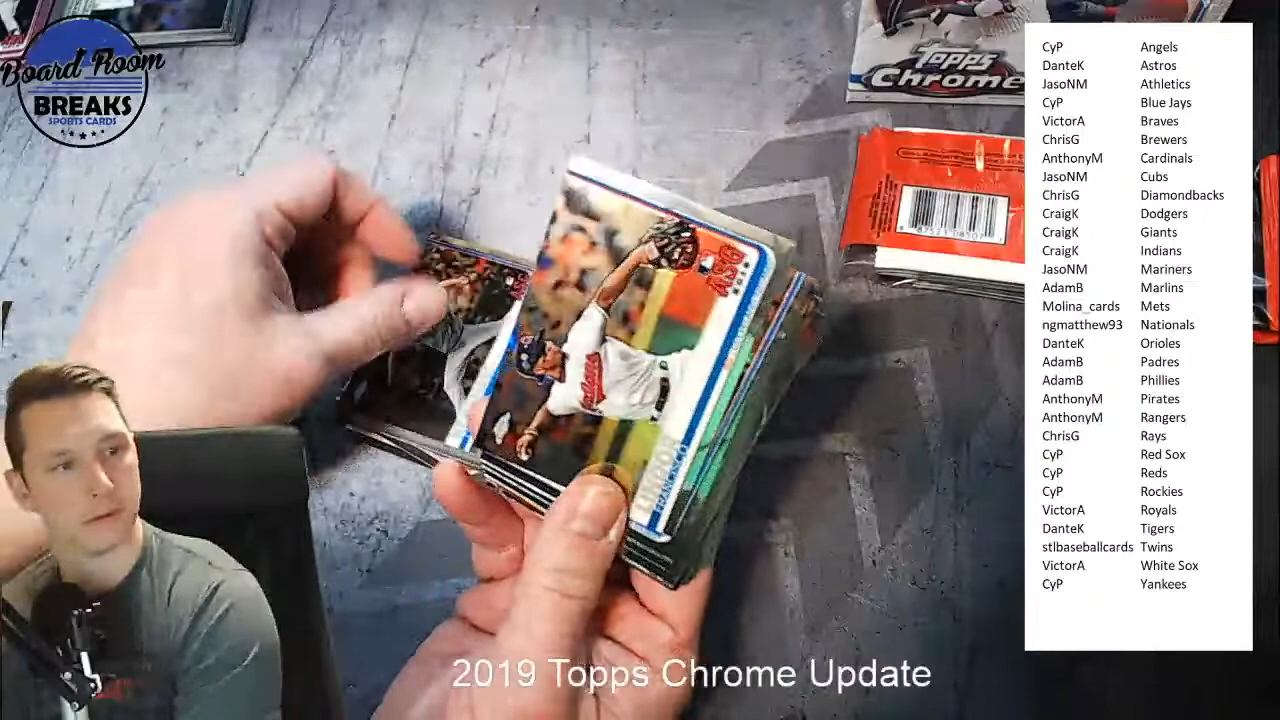 Board Room
BREAKS
SPORTS CARDS
TOPPS
Chrome
FRANCISCO
CyP Angels
DanteK Astros
JasoNM Athletics
CyP Blue Jays
VictorA Braves
ChrisG Brewers
AnthonyM Cardinals
JasoNM Cubs
ChrisG Diamondbacks
CraigK Dodgers
CraigK Giants
CraigK Indians
JasoNM Mariners
AdamB Marlins
Molina_cards Mets
ngmatthew93 Nationals
DanteK Orioles
AdamB Padres
AdamB Phillies
AnthonyM Pirates
AnthonyM Rangers
ChrisG Rays
CyP Red Sox
CyP Reds
CyP Rockies
VictorA Royals
DanteK Tigers
stlbaseballcards Twins
VictorA White Sox
CyP Yankees
2019 Topps Chrome Update